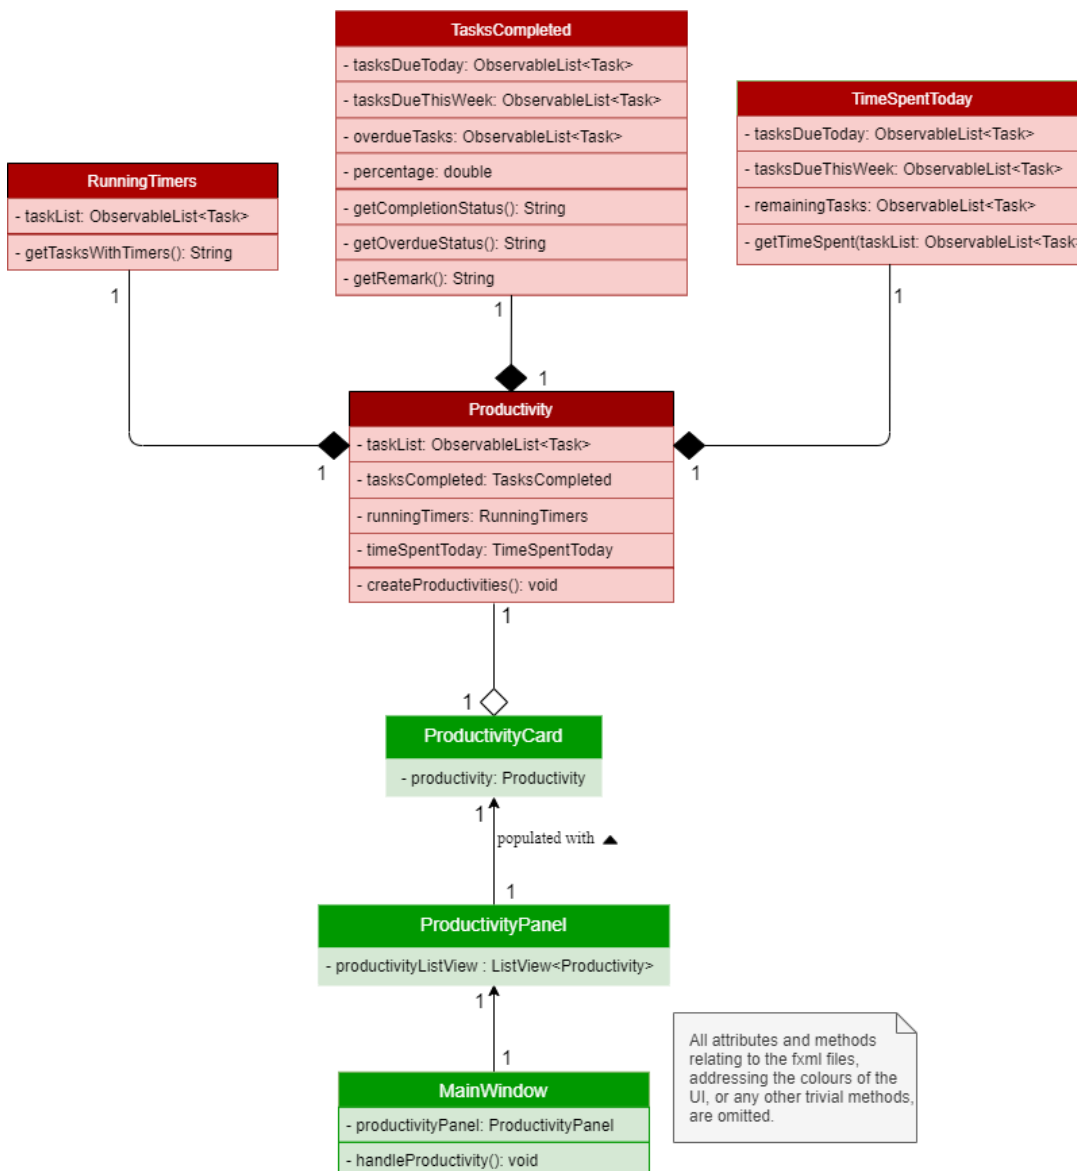 TasksCompleted
- tasksDueToday: ObservableList<Task>
- tasksDueThisWeek: ObservableList<Task>
- overdueTasks: ObservableList<Task>
- percentage: double
- getCompletionStatus(): String
- getOverdueStatus(): String
- getRemark(): String
TimeSpentToday
- tasksDueToday: ObservableList<Task>
- tasksDueThisWeek: ObservableList<Task>
- remainingTasks: ObservableList<Task>
- getTimeSpent(taskList: ObservableList<Task>
RunningTimers
- taskList: ObservableList<Task>
- getTasksWithTimers(): String
1
1
1
1
Productivity
- taskList: ObservableList<Task>
- tasksCompleted: TasksCompleted
- runningTimers: RunningTimers
- timeSpentToday: TimeSpentToday
- createProductivities(): void
1
1
1
1
ProductivityCard
- productivity: Productivity
1
populated with
1
ProductivityPanel
- productivityListView : ListView<Productivity>
1
1
MainWindow
- productivityPanel: ProductivityPanel
- handleProductivity(): void
All attributes and methods
relating to the fxml files,
addressing the colours of the
UI, or any other trivial methods,
are omitted.